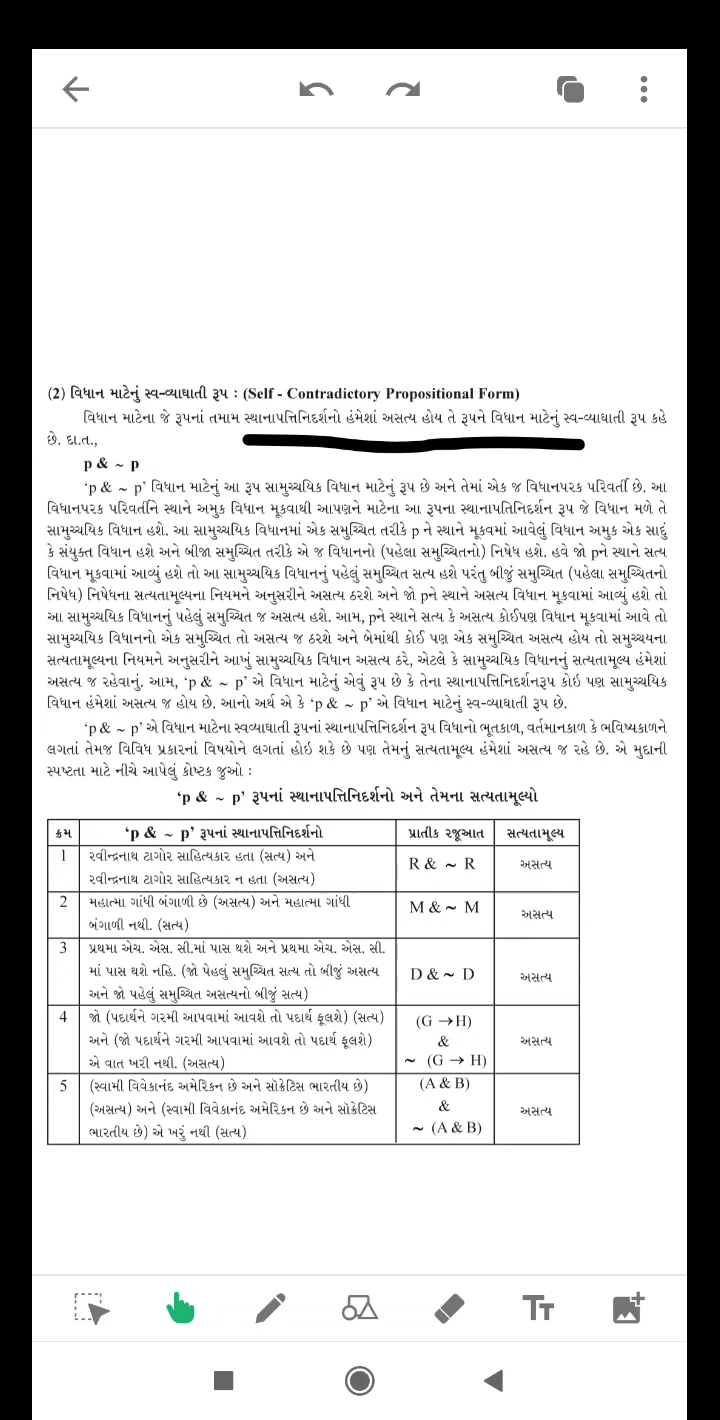 (2) વિધાન માટેનું સ્વ-વ્યાઘાતી રૂપ : (Self - Contradictory Propositional Form)
વિધાન માટેના જે રૂપનાં તમામ સ્થાનાપત્તિનિદર્શનો હંમેશાં અસત્ય હોય તે રૂપને વિધાન માટેનું સ્વ-વ્યાઘાતી રૂપ કહે
છે. દા.ત.,
p & ~ p
‘p & ~ p’ વિધાન માટેનું આ રૂપ સામુચ્ચયિક વિધાન માટેનું રૂપ છે અને તેમાં એક જ વિધાનપરક પરિવર્તી છે. આ
વિધાનપરક પરિવર્તીને સ્થાને અમુક વિધાન મૂકવાથી આપણને માટેના આ રૂપના સ્થાનાપતિનિદર્શન રૂપ જે વિધાન મળે તે
સામુચ્ચયિક વિધાન હશે. આ સામુચ્ચયિક વિધાનમાં એક સમુચ્ચિત તરીકે p ને સ્થાને મૂકવમાં આવેલું વિધાન અમુક એક સાદું
કે સંયુક્ત વિધાન હશે અને બીજા સમુચ્ચિત તરીકે એ જ વિધાનનો (પહેલા સમુચ્ચિતનો) નિષેધ હશે. હવે જો pને સ્થાને સત્ય
વિધાન મૂકવામાં આવ્યું હશે તો આ સામુચ્ચયિક વિધાનનું પહેલું સમુચ્ચિત સત્ય હશે પરંતુ બીજું સમુચ્ચિત (પહેલા સમુચ્ચિતનો
નિષેધ) નિષેધના સત્યતામૂલ્યના નિયમને અનુસરીને અસત્ય ઠરશે અને જો pને સ્થાને અસત્ય વિધાન મૂકવામાં આવ્યું હશે તો
આ સામુચ્ચયિક વિધાનનું પહેલું સમુચ્ચિત જ અસત્ય હશે. આમ, pને સ્થાને સત્ય કે અસત્ય કોઈપણ વિધાન મૂકવામાં આવે તો
સામુચ્ચયિક વિધાનનો એક સમુચ્ચિત તો અસત્ય જ ઠરશે અને બેમાંથી કોઈ પણ એક સમુચ્ચિત અસત્ય હોય તો સમુચ્ચયના
સત્યતામૂલ્યના નિયમને અનુસરીને આખું સામુચ્ચયિક વિધાન અસત્ય ઠરે, એટલે કે સામુચ્ચયિક વિધાનનું સત્યતામૂલ્ય હંમેશાં
અસત્ય જ રહેવાનું. આમ, ‘p & ~ p’ એ વિધાન માટેનું એવું રૂપ છે કે તેના સ્થાનાપત્તિનિદર્શનરૂપ કોઇ પણ સામુચ્ચયિક
વિધાન હંમેશાં અસત્ય જ હોય છે. આનો અર્થ એ કે ‘p & ~ p’ એ વિધાન માટેનું સ્વ-વ્યાઘાતી રૂપ છે.
‘p & ~ p’ એ વિધાન માટેના સ્વવ્યાઘાતી રૂપનાં સ્થાનાપત્તિનિદર્શન રૂપ વિધાનો ભૂતકાળ, વર્તમાનકાળ કે ભવિષ્યકાળને
લગતાં તેમજ વિવિધ પ્રકારનાં વિષયોને લગતાં હોઇ શકે છે પણ તેમનું સત્યતામૂલ્ય હંમેશાં અસત્ય જ રહે છે. એ મુદાની
સ્પષ્ટતા માટે નીચે આપેલું કોષ્ટક જુઓ :
‘p & ~ p’ રૂપનાં સ્થાનાપત્તિનિદર્શનો અને તેમના સત્યતામૂલ્યો
ક્રમ ‘p & ~ p’ રૂપનાં સ્થાનાપત્તિનિદર્શનો પ્રાતીક રજૂઆત સત્યતામૂલ્ય
1 રવીન્દ્રનાથ ટાગોર સાહિત્યકાર હતા (સત્ય) અને
રવીન્દ્રનાથ ટાગોર સાહિત્યકાર ન હતા (અસત્ય)
R & ~ R અસત્ય
2 મહાત્મા ગાંધી બંગાળી છે (અસત્ય) અને મહાત્મા ગાંધી
બંગાળી નથી. (સત્ય)
M & ~ M અસત્ય
3 પ્રથમા એચ. એસ. સી.માં પાસ થશે અને પ્રથમા એચ. એસ. સી.
માં પાસ થશે નહિ. (જો પેહલું સમુચ્ચિત સત્ય તો બીજું અસત્ય
અને જો પહેલું સમુચ્ચિત અસત્યનો બીજું સત્ય)
D & ~ D અસત્ય
4 જો (પદાર્થને ગરમી આપવામાં આવશે તો પદાર્થ ફૂલશે) (સત્ય)
અને (જો પદાર્થને ગરમી આપવામાં આવશે તો પદાર્થ ફૂલશે)
એ વાત ખરી નથી. (અસત્ય)
(G → H)
&
~ (G → H)
અસત્ય
5 (સ્વામી વિવેકાનંદ અમેરિકન છે અને સૉક્રેટિસ ભારતીય છે)
(અસત્ય) અને (સ્વામી વિવેકાનંદ અમેરિકન છે અને સૉક્રેટિસ
ભારતીય છે) એ ખરું નથી (સત્ય)
(A & B)
&
~ (A & B)
અસત્ય
TT